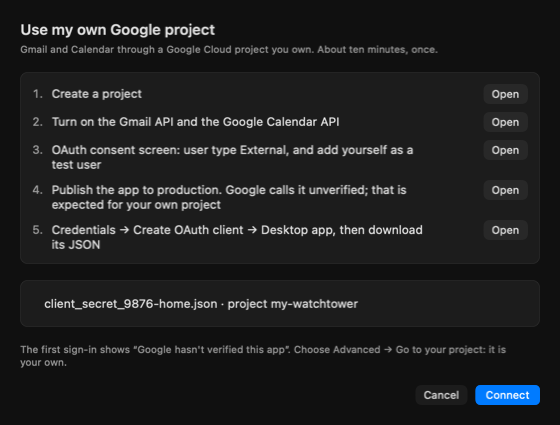 Use my own Google project
Gmail and Calendar through a Google Cloud project you own. About ten minutes, once.
1. Create a project Open
2. Turn on the Gmail API and the Google Calendar API Open
3. OAuth consent screen: user type External, and add yourself as a Open
test user
4. Publish the app to production. Google calls it unverified; that is Open
expected for your own project
5. Credentials → Create OAuth client → Desktop app, then download Open
its JSON
client_secret_9876-home.json · project my-watchtower
The first sign-in shows “Google hasn't verified this app”. Choose Advanced → Go to your project: it is
your own.
Cancel Connect